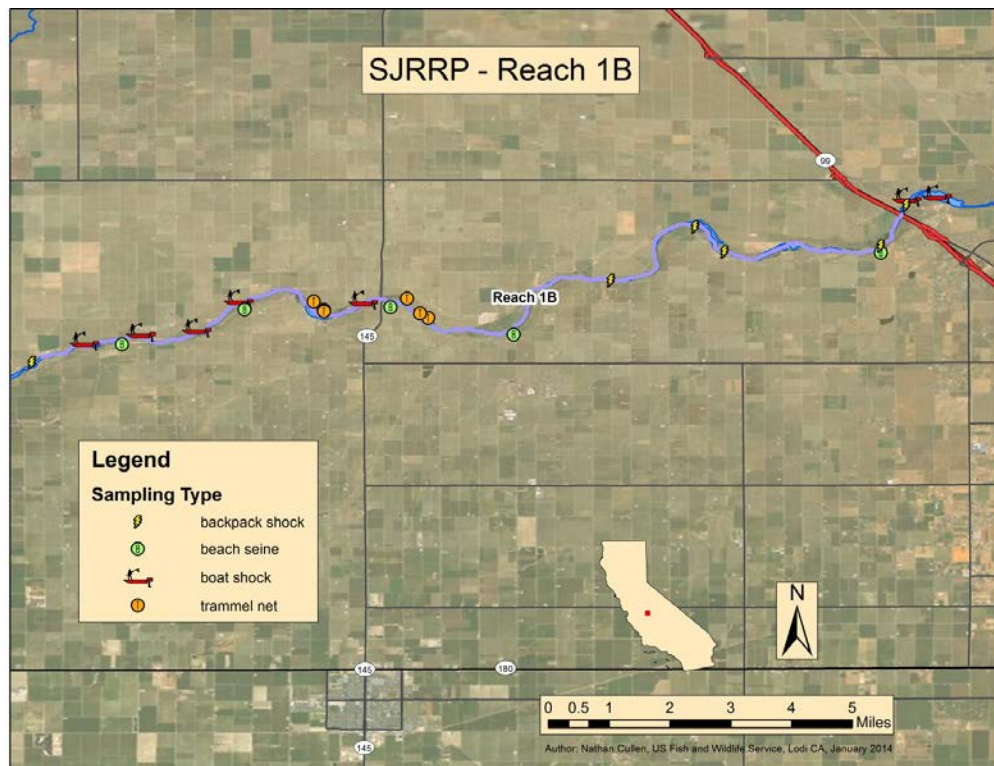 SJRRP - Reach 1B
99
Reach 1B
145
Legend
Sampling Type
backpack shock
beach seine
boat shock
trammel net
N
145
180
0 0.5 1 2 3 4 5
Miles
Author: Nathan Cullen, US Fish and Wildlife Service, Lodi CA, January 2014
145